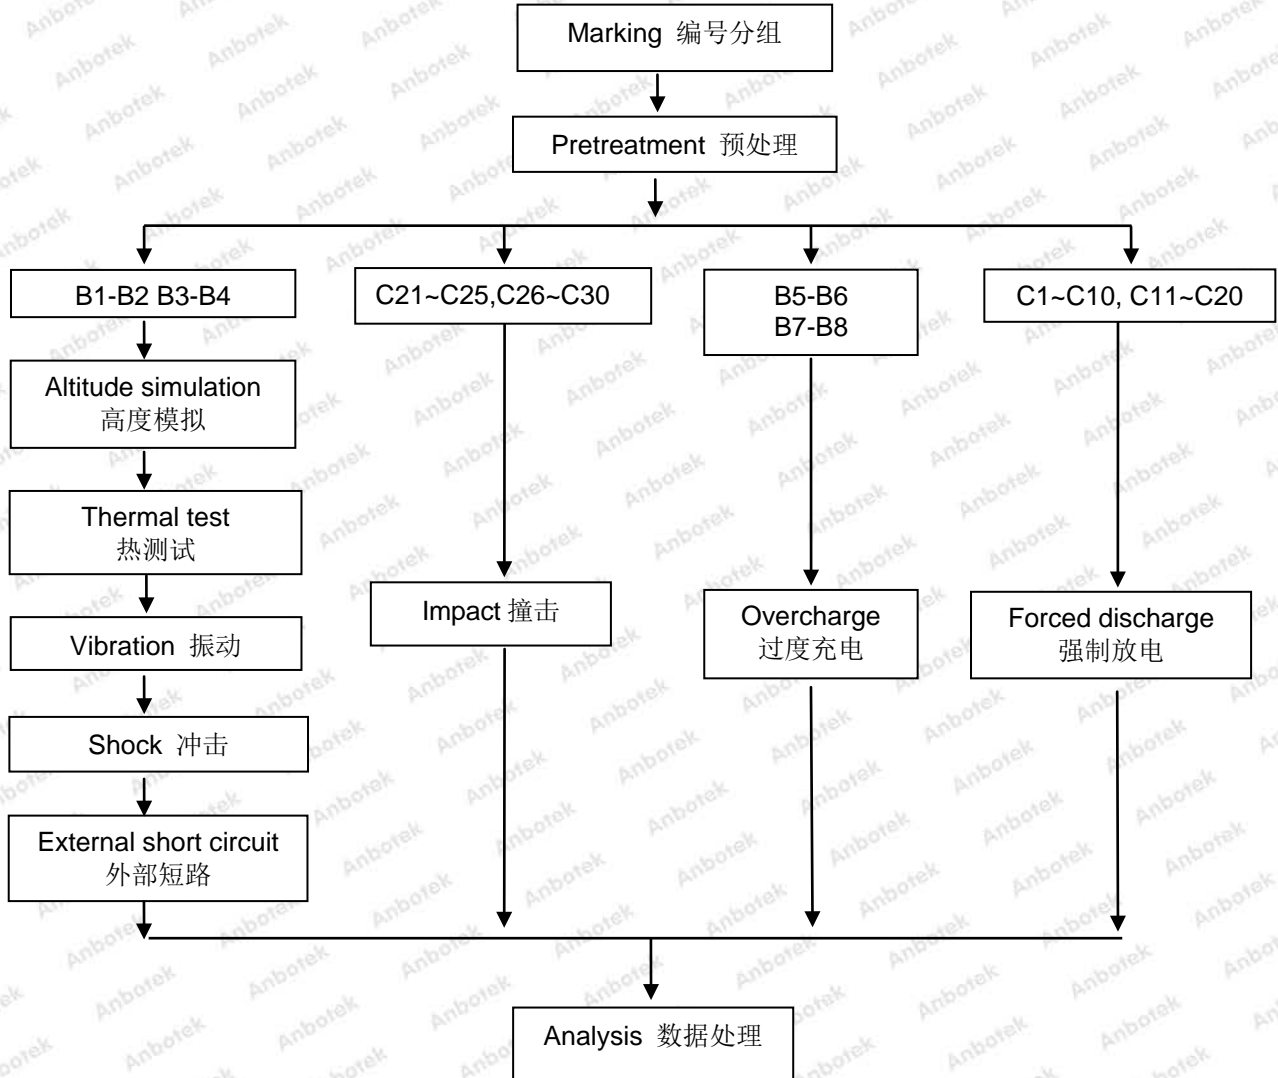 Marking 编号分组
Pretreatment 预处理
B1-B2 B3-B4
C21~C25,C26~C30
B5-B6
B7-B8
C1~C10, C11~C20
Altitude simulation
高度模拟
Thermal test
热测试
Vibration 振动
Shock 冲击
External short circuit
外部短路
Impact 撞击
Overcharge
过度充电
Forced discharge
强制放电
Analysis 数据处理
Anbotek